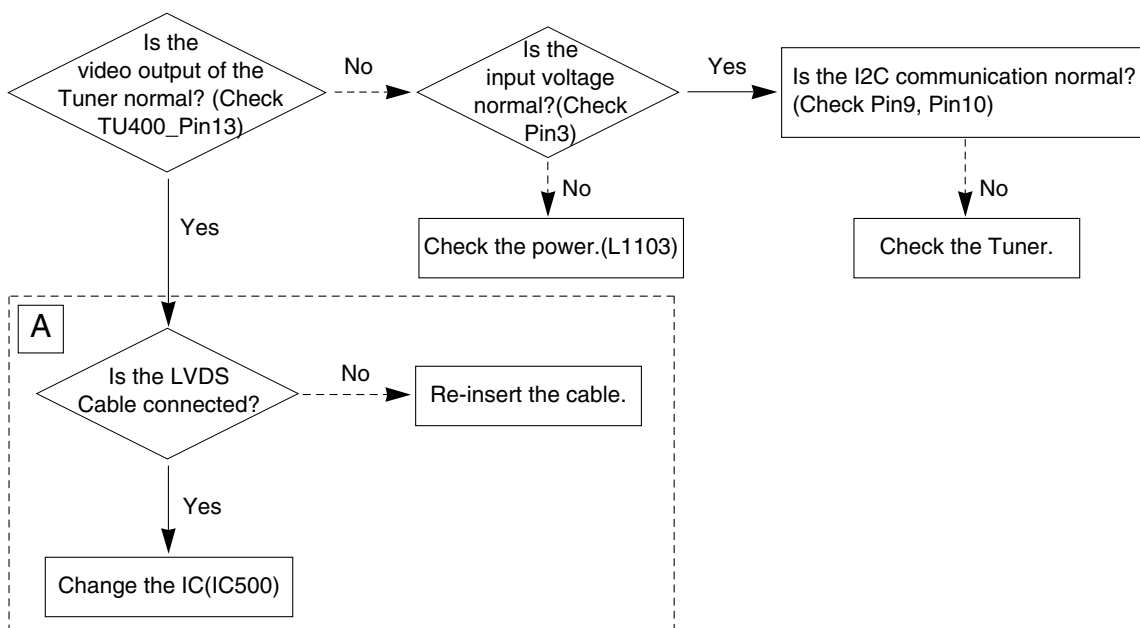 Is the
video output of the
Tuner normal? (Check
TU400_Pin13)
No
Is the
input voltage
normal?(Check
Pin3)
Yes
Is the I2C communication normal?
(Check Pin9, Pin10)
Yes
No
No
Check the power.(L1103)
Check the Tuner.
A
Is the LVDS
Cable connected?
No
Re-insert the cable.
Yes
Change the IC(IC500)